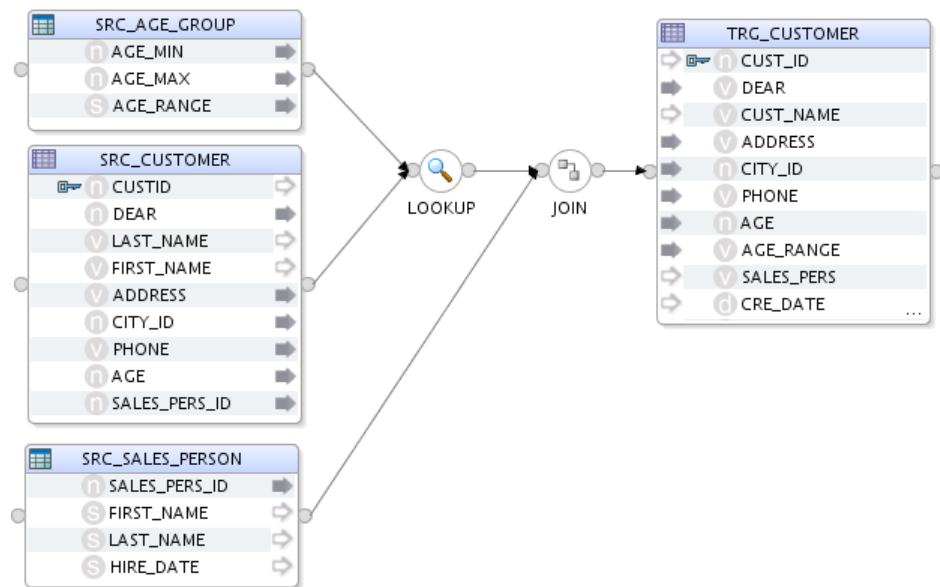 SRC_AGE_GROUP
n AGE_MIN
n AGE_MAX
S AGE_RANGE
SRC_CUSTOMER
n CUSTID
n DEAR
v LAST_NAME
v FIRST_NAME
v ADDRESS
n CITY_ID
v PHONE
n AGE
n SALES_PERS_ID
SRC_SALES_PERSON
n SALES_PERS_ID
S FIRST_NAME
S LAST_NAME
S HIRE_DATE
LOOKUP
JOIN
TRG_CUSTOMER
n CUST_ID
v DEAR
v CUST_NAME
v ADDRESS
n CITY_ID
v PHONE
n AGE
v AGE_RANGE
v SALES_PERS
d CRE_DATE
...